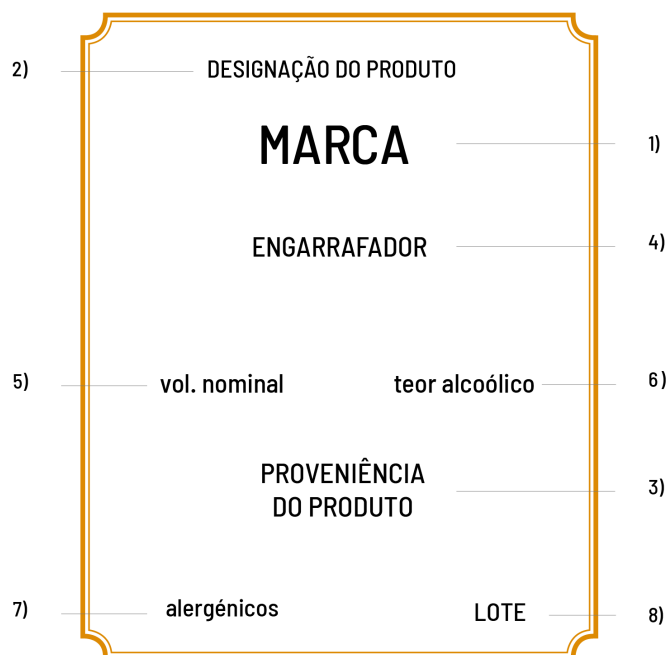 2) DESIGNAÇÃO DO PRODUTO
MARCA 1)
ENGARRAFADOR 4)
5) vol. nominal teor alcoólico 6)
PROVENIÊNCIA
DO PRODUTO 3)
7) alergénicos LOTE 8)